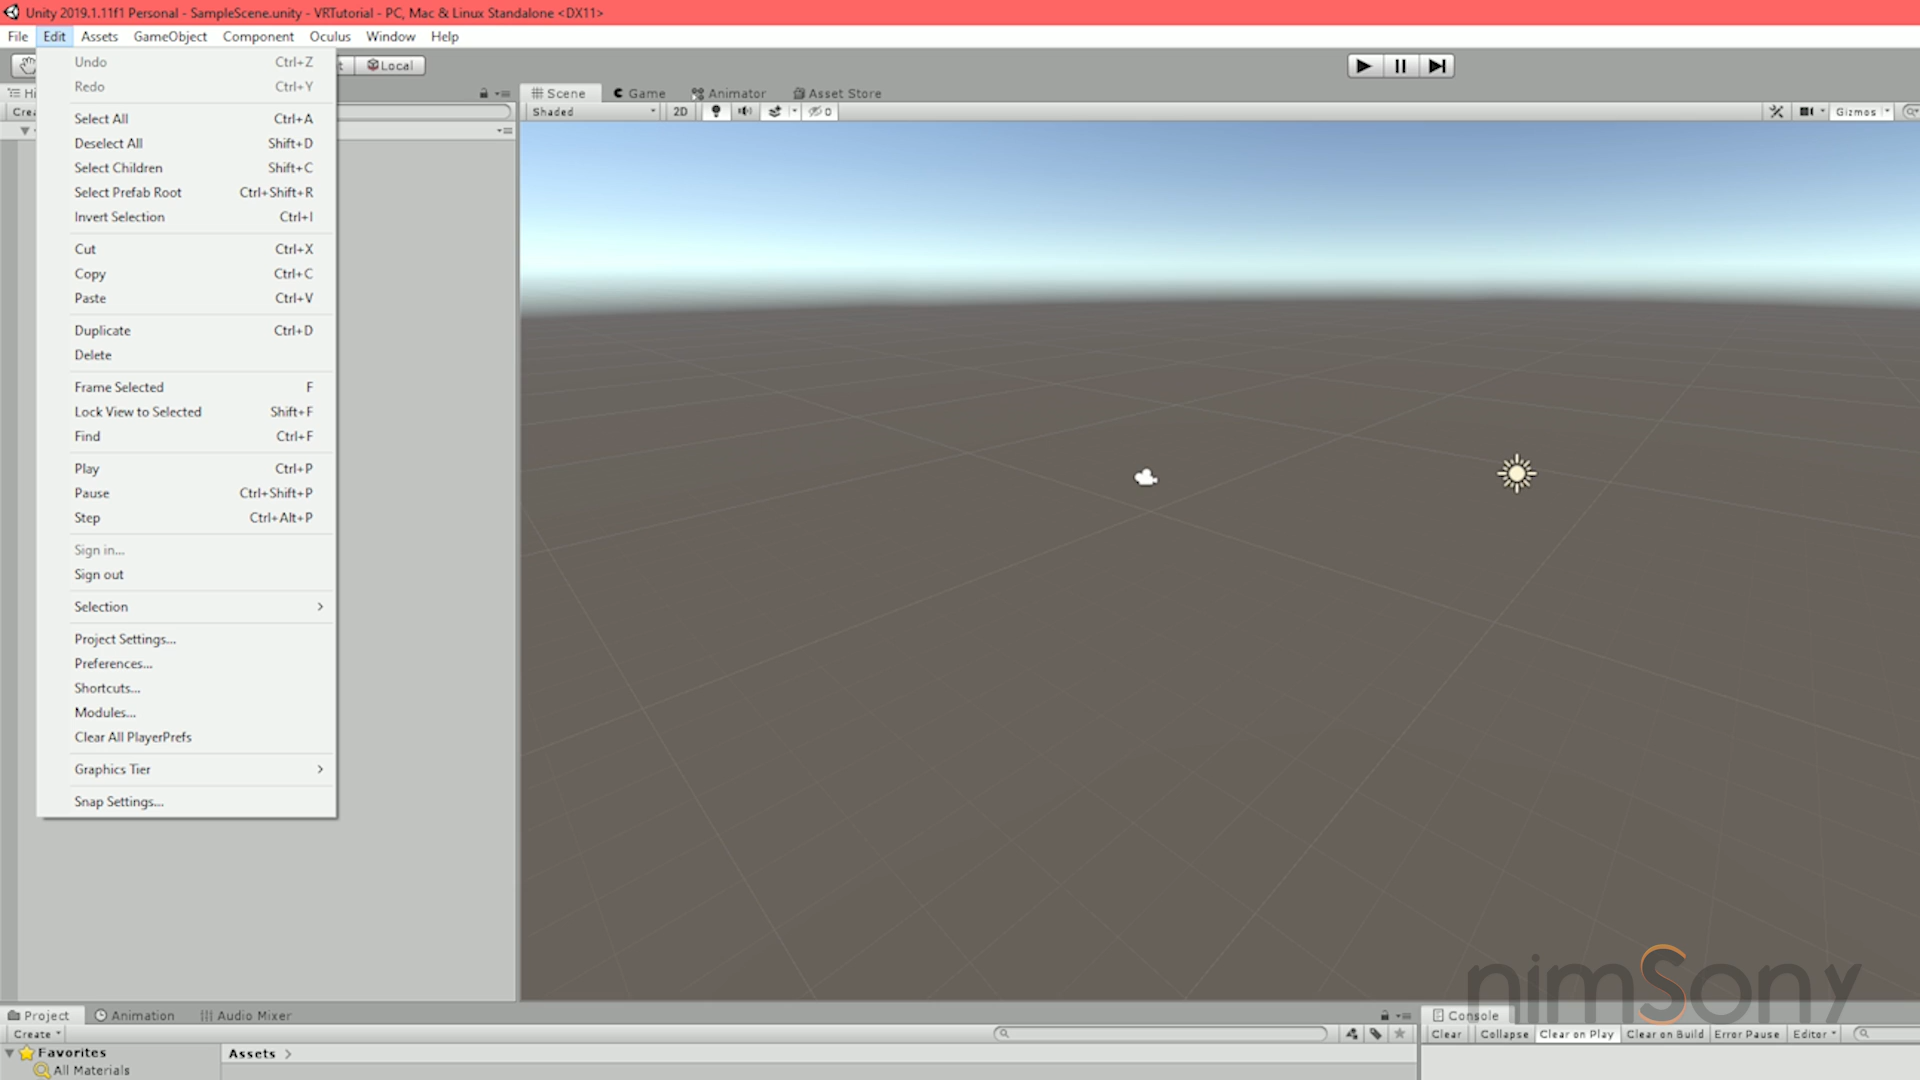 Unity 2019.1.11f1 Personal - SampleScene.unity - VRTutorial - PC, Mac & Linux Standalone <DX11>
File Edit Assets GameObject Component Oculus Window Help
Local
Undo Ctrl+Z
Redo Ctrl+Y
Select All Ctrl+A
Deselect All Shift+D
Select Children Shift+C
Select Prefab Root Ctrl+Shift+R
Invert Selection Ctrl+I
Cut Ctrl+X
Copy Ctrl+C
Paste Ctrl+V
Duplicate Ctrl+D
Delete
Frame Selected F
Lock View to Selected Shift+F
Find Ctrl+F
Play Ctrl+P
Pause Ctrl+Shift+P
Step Ctrl+Alt+P
Sign in...
Sign out
Selection
Project Settings...
Preferences...
Shortcuts...
Modules...
Clear All PlayerPrefs
Graphics Tier
Snap Settings...
Scene Game Animator Asset Store
Shaded 2D 0 Gizmos
nimSony
Project Animation Audio Mixer
Create
Favorites
All Materials
Assets
Console
Clear Collapse Clear on Play Clear on Build Error Pause Editor